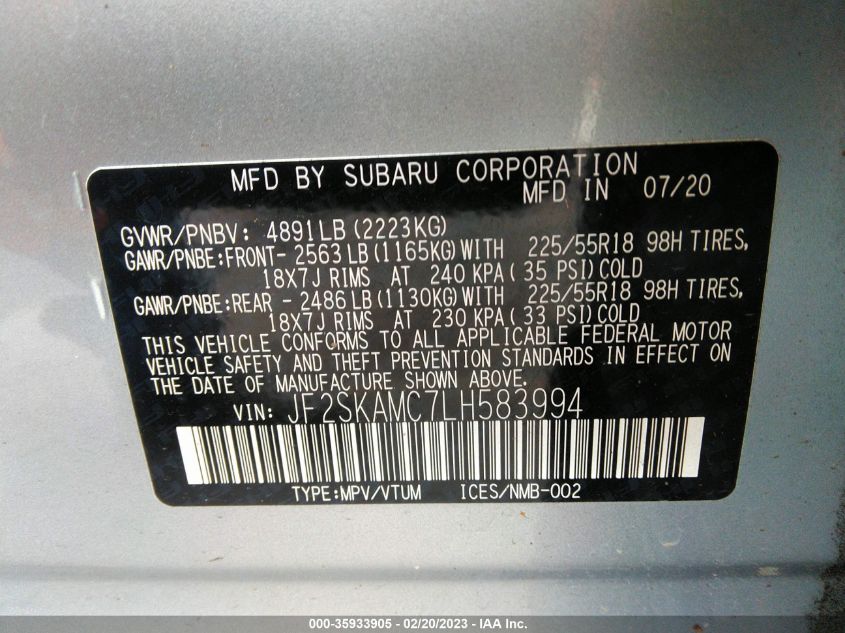 MFD BY SUBARU CORPORATION
MFD IN 07/20
GVWR/PNBV: 4891LB (2223KG)
GAWR/PNBE:FRONT- 2563 LB (1165KG) WITH 225/55R18 98H TIRES,
18X7J RIMS AT 240 KPA ( 35 PSI) COLD
GAWR/PNBE:REAR - 2486 LB (1130KG) WITH 225/55R18 98H TIRES,
18X7J RIMS AT 230 KPA ( 33 PSI) COLD
THIS VEHICLE CONFORMS TO ALL APPLICABLE FEDERAL MOTOR
VEHICLE SAFETY AND THEFT PREVENTION STANDARDS IN EFFECT ON
THE DATE OF MANUFACTURE SHOWN ABOVE.
VIN: JF2SKAMC7LH583994
TYPE:MPV/VTUM ICES/NMB-002
000-35933905 - 02/20/2023 - IAA Inc.